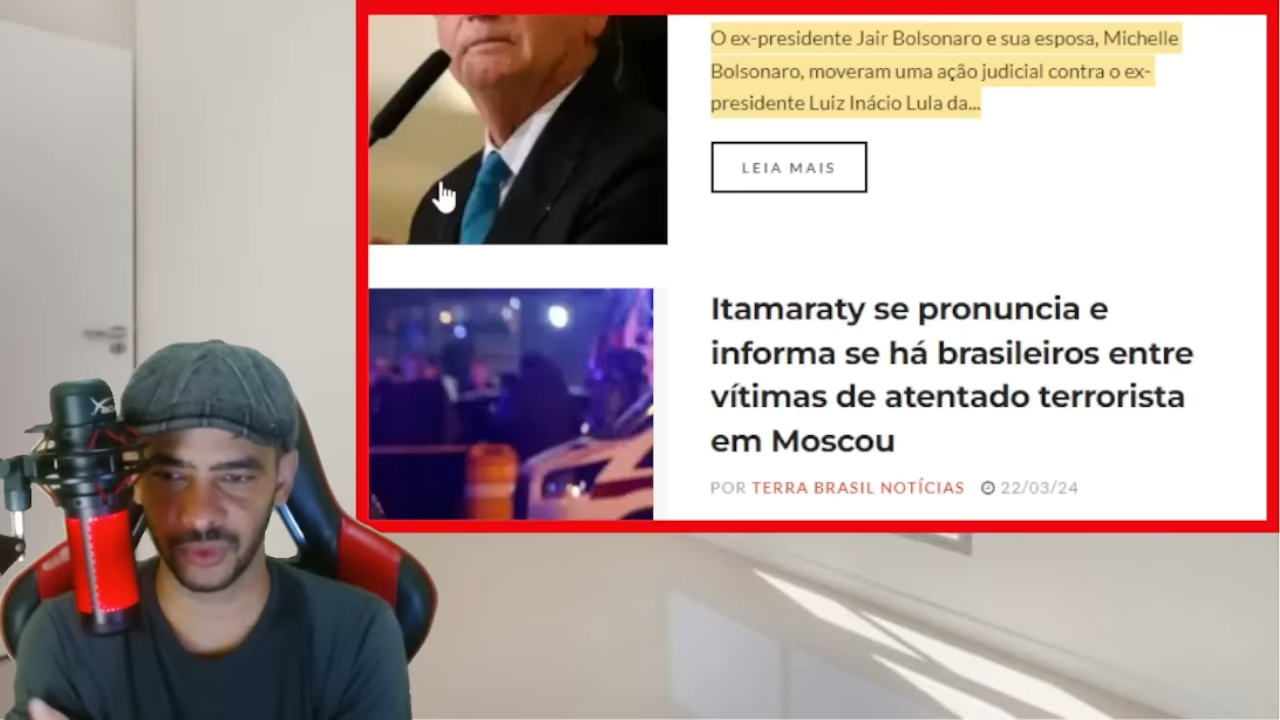 O ex-presidente Jair Bolsonaro e sua esposa, Michelle
Bolsonaro, moveram uma ação judicial contra o ex-
presidente Luiz Inácio Lula da...
LEIA MAIS
Itamaraty se pronuncia e
informa se há brasileiros entre
vítimas de atentado terrorista
em Moscou
POR TERRA BRASIL NOTÍCIAS 22/03/24